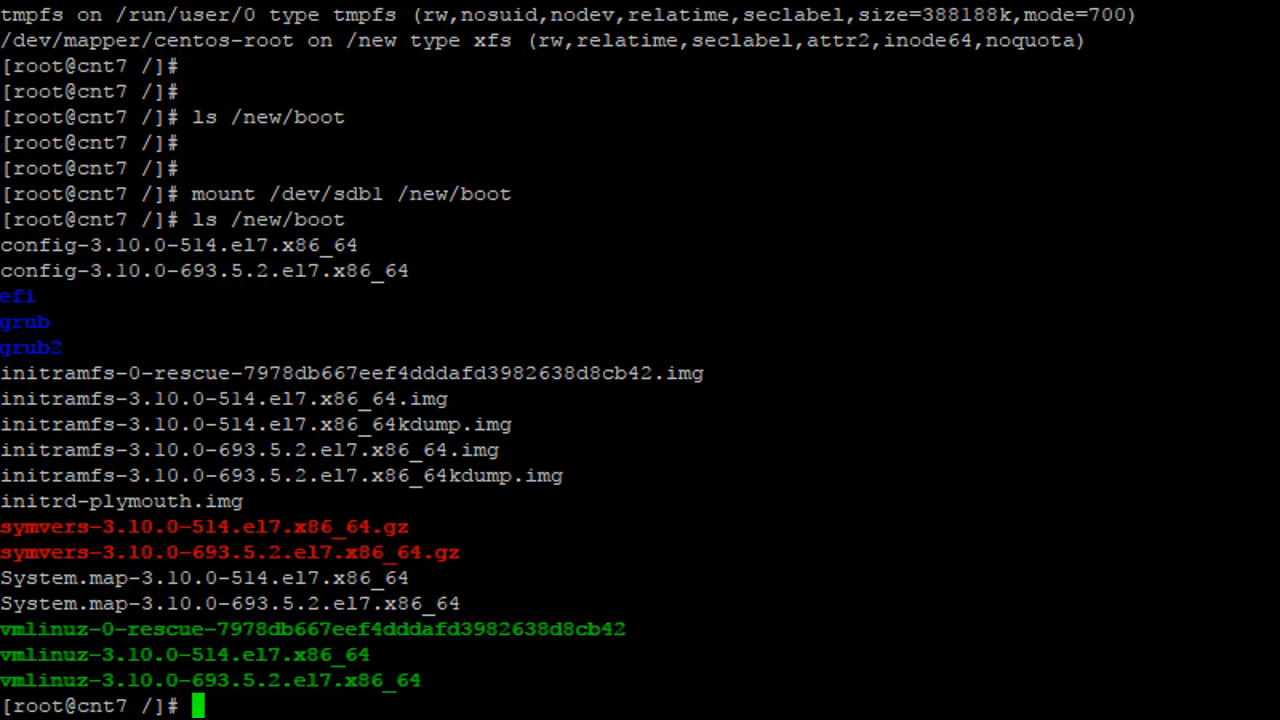 tmpfs on /run/user/0 type tmpfs (rw,nosuid,nodev,relatime,seclabel,size=388188k,mode=700)
/dev/mapper/centos-root on /new type xfs (rw,relatime,seclabel,attr2,inode64,noquota)
[root@cnt7 /]#
[root@cnt7 /]#
[root@cnt7 /]# ls /new/boot
[root@cnt7 /]#
[root@cnt7 /]#
[root@cnt7 /]# mount /dev/sdb1 /new/boot
[root@cnt7 /]# ls /new/boot
config-3.10.0-514.el7.x86_64
config-3.10.0-693.5.2.el7.x86_64
efi
grub
grub2
initramfs-0-rescue-7978db667eef4dddafd3982638d8cb42.img
initramfs-3.10.0-514.el7.x86_64.img
initramfs-3.10.0-514.el7.x86_64kdump.img
initramfs-3.10.0-693.5.2.el7.x86_64.img
initramfs-3.10.0-693.5.2.el7.x86_64kdump.img
initrd-plymouth.img
symvers-3.10.0-514.el7.x86_64.gz
symvers-3.10.0-693.5.2.el7.x86_64.gz
System.map-3.10.0-514.el7.x86_64
System.map-3.10.0-693.5.2.el7.x86_64
vmlinuz-0-rescue-7978db667eef4dddafd3982638d8cb42
vmlinuz-3.10.0-514.el7.x86_64
vmlinuz-3.10.0-693.5.2.el7.x86_64
[root@cnt7 /]#